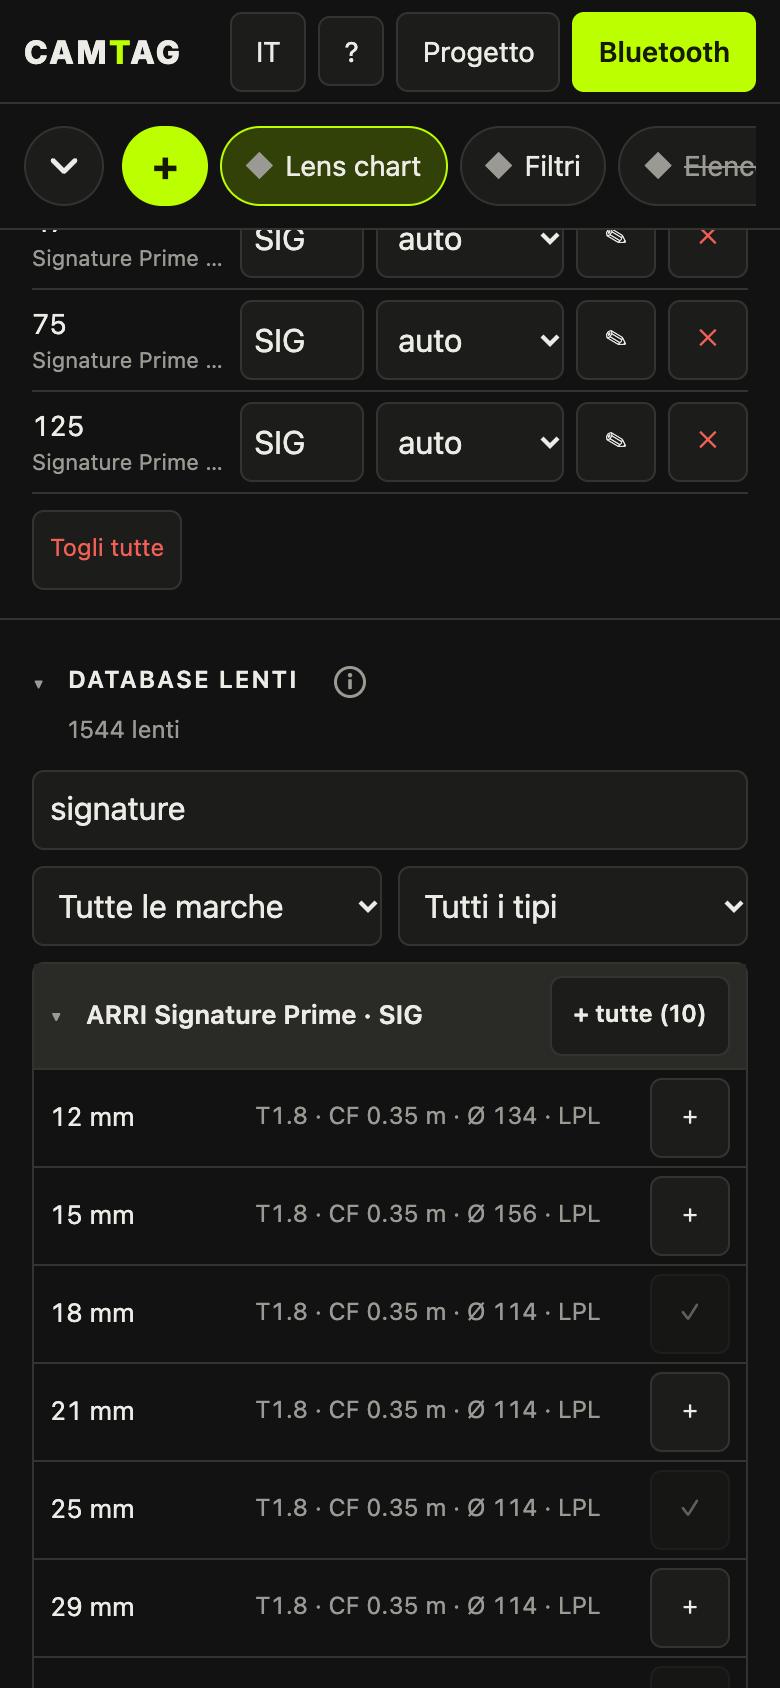 CAMTAG IT ? Progetto Bluetooth
+ Lens chart Filtri Elenc
Signature Prime ... SIG auto
75
Signature Prime ... SIG auto
125
Signature Prime ... SIG auto
Togli tutte
DATABASE LENTI
1544 lenti
signature
Tutte le marche Tutti i tipi
ARRI Signature Prime · SIG + tutte (10)
12 mm T1.8 · CF 0.35 m · Ø 134 · LPL +
15 mm T1.8 · CF 0.35 m · Ø 156 · LPL +
18 mm T1.8 · CF 0.35 m · Ø 114 · LPL ✓
21 mm T1.8 · CF 0.35 m · Ø 114 · LPL +
25 mm T1.8 · CF 0.35 m · Ø 114 · LPL ✓
29 mm T1.8 · CF 0.35 m · Ø 114 · LPL +